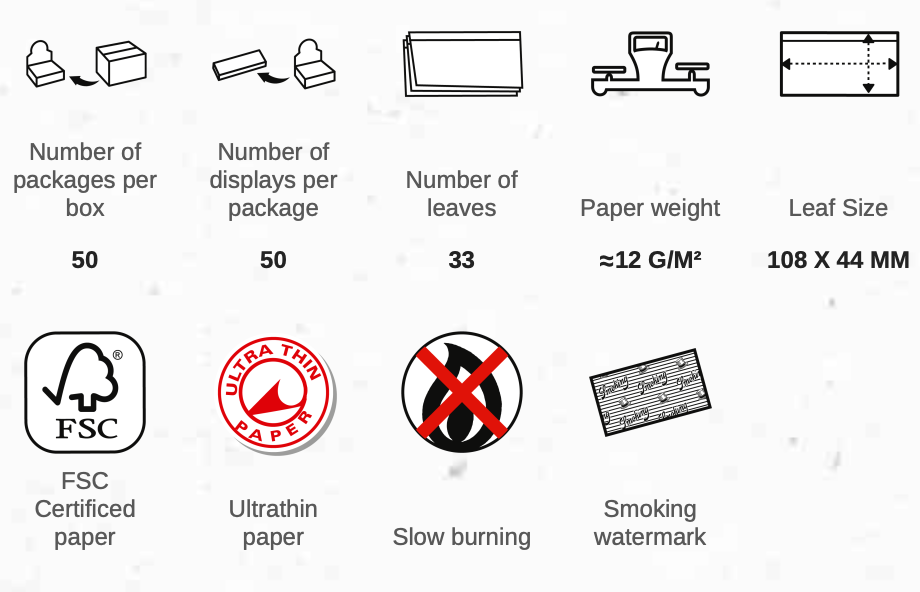 Number of
packages per
box
50
Number of
displays per
package
50
Number of
leaves
33
Paper weight
≈12 G/M²
Leaf Size
108 X 44 MM
®
FSC
FSC
Certificed
paper
ULTRA THIN
PAPER
Ultrathin
paper
Slow burning
Smoking
Smoking
Smoking
Smoking
Smoking
watermark